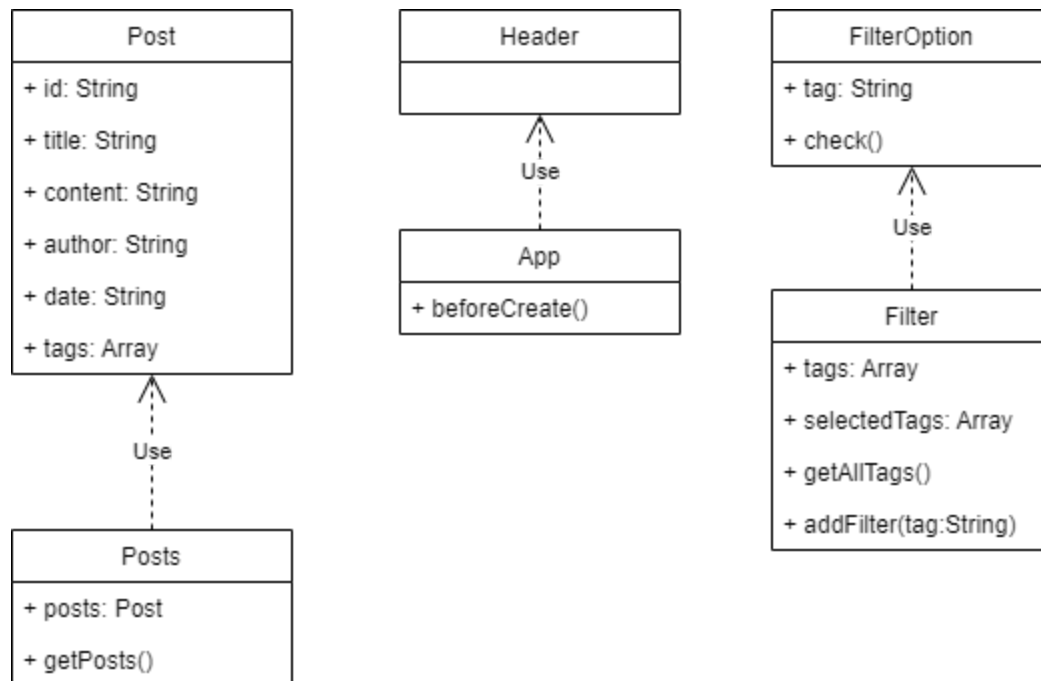 Post
+ id: String
+ title: String
+ content: String
+ author: String
+ date: String
+ tags: Array
Use
Posts
+ posts: Post
+ getPosts()
Header
Use
App
+ beforeCreate()
FilterOption
+ tag: String
+ check()
Use
Filter
+ tags: Array
+ selectedTags: Array
+ getAllTags()
+ addFilter(tag:String)